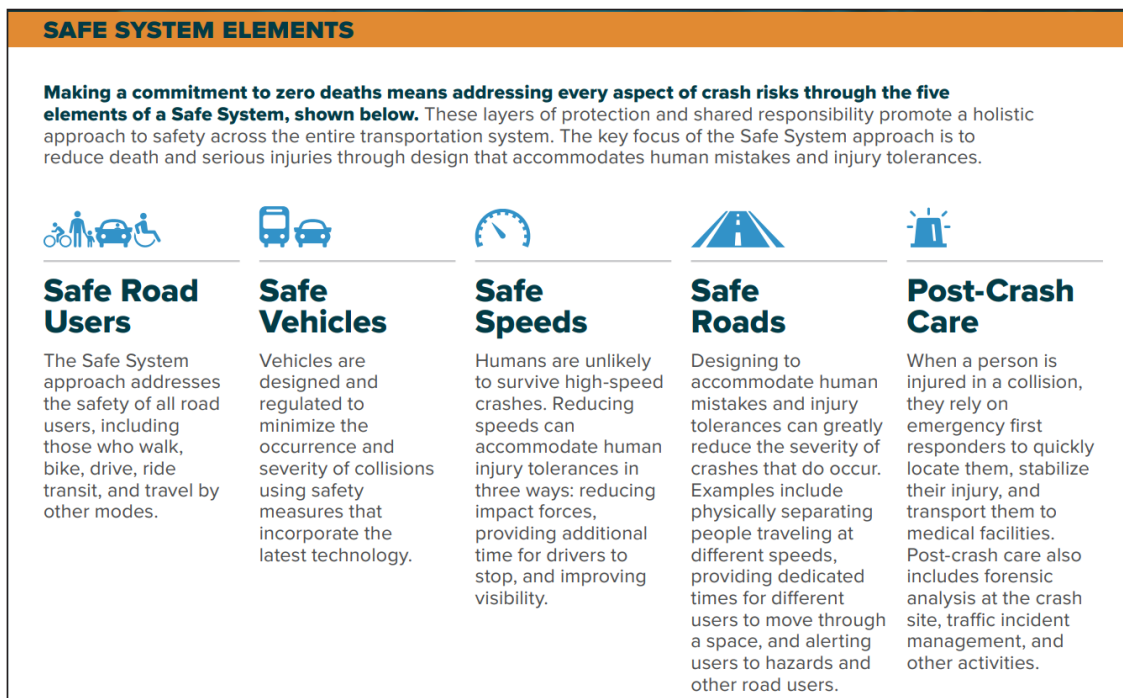 SAFE SYSTEM ELEMENTS
Making a commitment to zero deaths means addressing every aspect of crash risks through the five
elements of a Safe System, shown below. These layers of protection and shared responsibility promote a holistic
approach to safety across the entire transportation system. The key focus of the Safe System approach is to
reduce death and serious injuries through design that accommodates human mistakes and injury tolerances.
Safe Road
Users
The Safe System
approach addresses
the safety of all road
users, including
those who walk,
bike, drive, ride
transit, and travel by
other modes.
Safe
Vehicles
Vehicles are
designed and
regulated to
minimize the
occurrence and
severity of collisions
using safety
measures that
incorporate the
latest technology.
Safe
Speeds
Humans are unlikely
to survive high-speed
crashes. Reducing
speeds can
accommodate human
injury tolerances in
three ways: reducing
impact forces,
providing additional
time for drivers to
stop, and improving
visibility.
Safe
Roads
Designing to
accommodate human
mistakes and injury
tolerances can greatly
reduce the severity of
crashes that do occur.
Examples include
physically separating
people traveling at
different speeds,
providing dedicated
times for different
users to move through
a space, and alerting
users to hazards and
other road users.
Post-Crash
Care
When a person is
injured in a collision,
they rely on
emergency first
responders to quickly
locate them, stabilize
their injury, and
transport them to
medical facilities.
Post-crash care also
includes forensic
analysis at the crash
site, traffic incident
management, and
other activities.